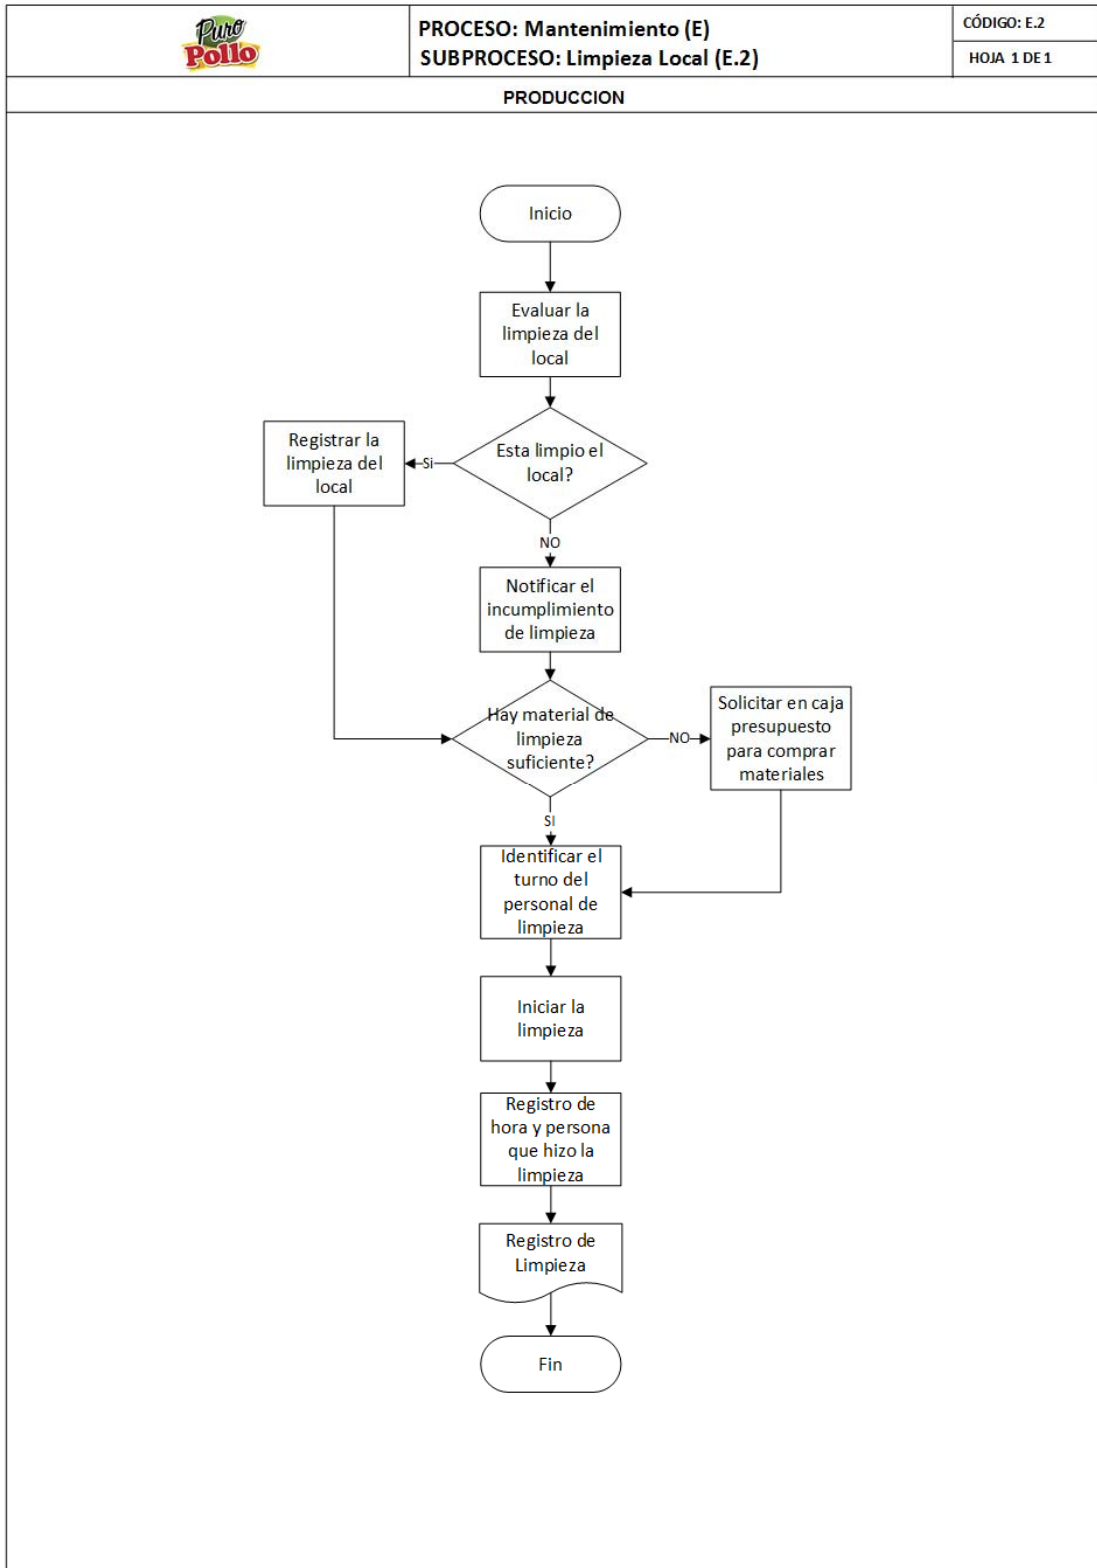 Puro
Pollo
PROCESO: Mantenimiento (E)
SUBPROCESO: Limpieza Local (E.2)
CÓDIGO: E.2
HOJA 1 DE 1
PRODUCCION
Inicio
Evaluar la
limpieza del
local
Esta limpio el
local?
Si
Registrar la
limpieza del
local
NO
Notificar el
incumplimiento
de limpieza
Hay material de
limpieza
suficiente?
NO
Solicitar en caja
presupuesto
para comprar
materiales
SI
Identificar el
turno del
personal de
limpieza
Iniciar la
limpieza
Registro de
hora y persona
que hizo la
limpieza
Registro de
Limpieza
Fin